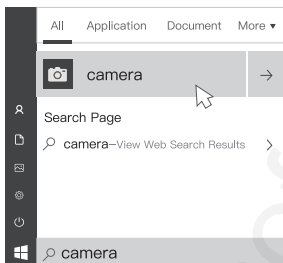 All Application Document More ▾
camera
Search Page
camera–View Web Search Results
camera